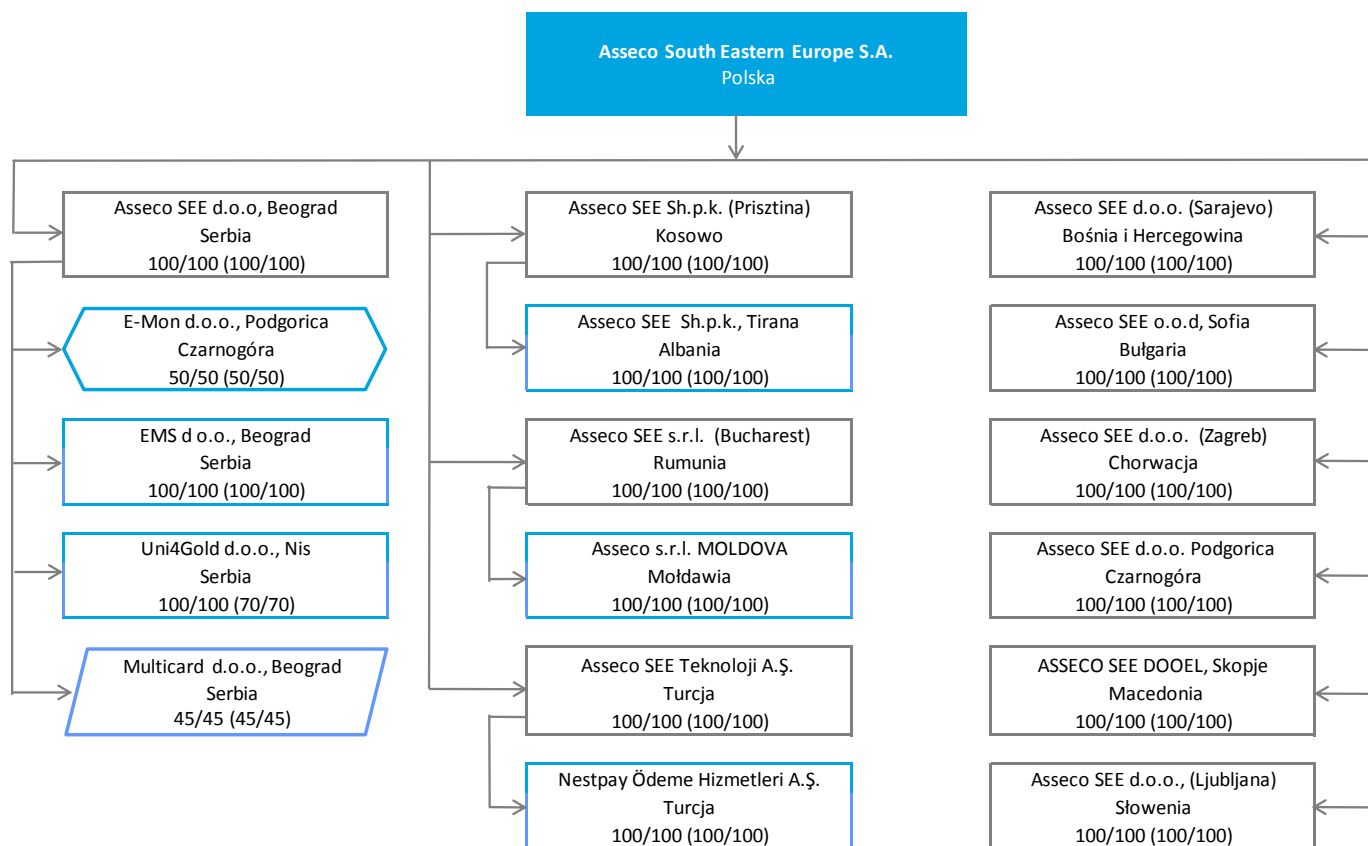 Asseco South Eastern Europe S.A.
Polska
Asseco SEE d.o.o, Beograd
Serbia
100/100 (100/100)
E-Mon d.o.o., Podgorica
Czarnogóra
50/50 (50/50)
EMS d o.o., Beograd
Serbia
100/100 (100/100)
Uni4Gold d.o.o., Nis
Serbia
100/100 (70/70)
Multicard d.o.o., Beograd
Serbia
45/45 (45/45)
Asseco SEE Sh.p.k. (Prisztina)
Kosowo
100/100 (100/100)
Asseco SEE Sh.p.k., Tirana
Albania
100/100 (100/100)
Asseco SEE s.r.l. (Bucharest)
Rumunia
100/100 (100/100)
Asseco s.r.l. MOLDOVA
Mołdawia
100/100 (100/100)
Asseco SEE Teknoloji A.Ş.
Turcja
100/100 (100/100)
Nestpay Ödeme Hizmetleri A.Ş.
Turcja
100/100 (100/100)
Asseco SEE d.o.o. (Sarajevo)
Bośnia i Hercegowina
100/100 (100/100)
Asseco SEE o.o.d, Sofia
Bułgaria
100/100 (100/100)
Asseco SEE d.o.o. (Zagreb)
Chorwacja
100/100 (100/100)
Asseco SEE d.o.o. Podgorica
Czarnogóra
100/100 (100/100)
ASSECO SEE DOOEL, Skopje
Macedonia
100/100 (100/100)
Asseco SEE d.o.o., (Ljubljana)
Słowenia
100/100 (100/100)